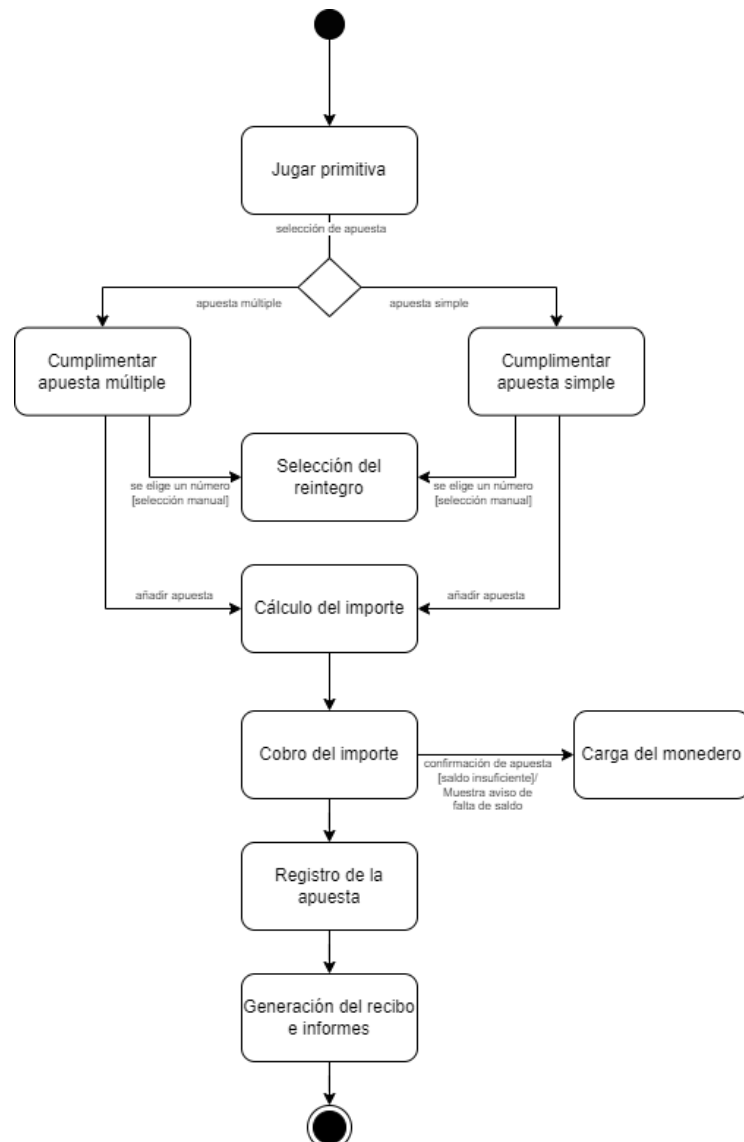 Jugar primitiva
selección de apuesta
apuesta múltiple
apuesta simple
Cumplimentar
apuesta múltiple
Cumplimentar
apuesta simple
Selección del
reintegro
se elige un número
[selección manual]
se elige un número
[selección manual]
Cálculo del importe
añadir apuesta
añadir apuesta
Cobro del importe
Carga del monedero
confirmación de apuesta
[saldo insuficiente]/
Muestra aviso de
falta de saldo
Registro de la
apuesta
Generación del recibo
e informes